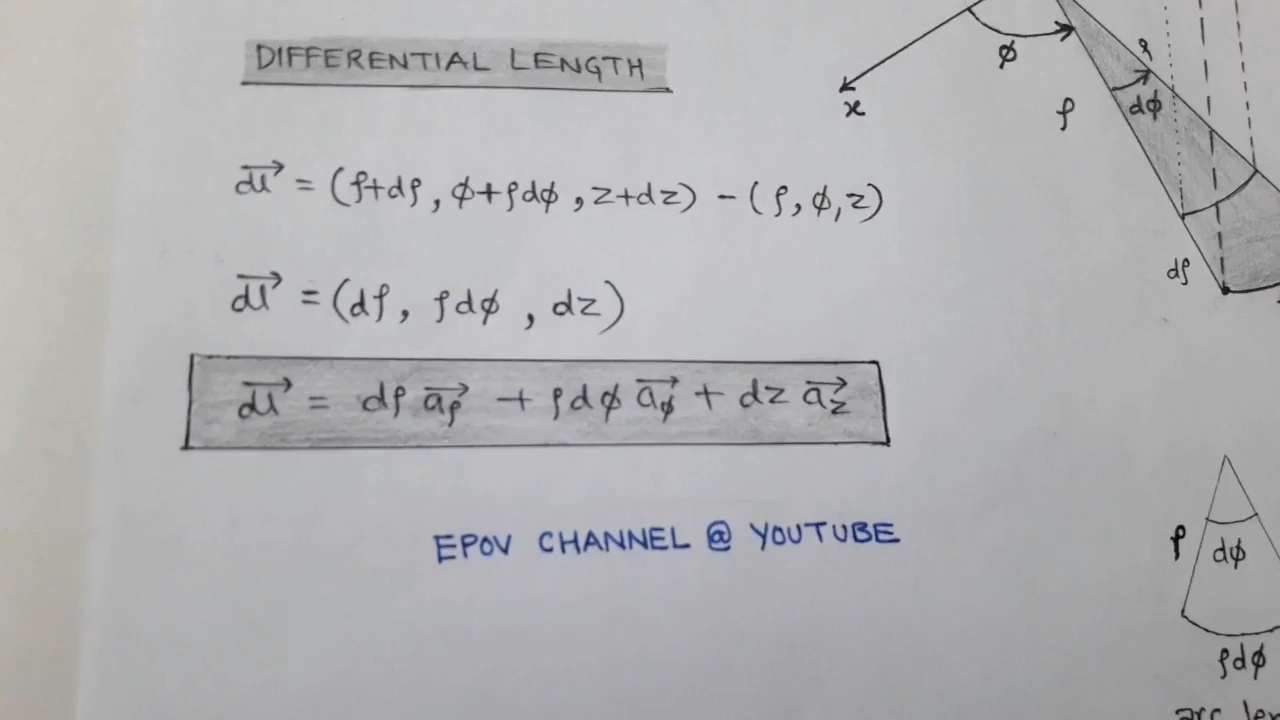 DIFFERENTIAL LENGTH
x
ϕ
ρ
dϕ
dl⃗ = (ρ+dρ, ϕ+ρdϕ, z+dz) - (ρ, ϕ, z)
dρ
dl⃗ = (dρ, ρdϕ, dz)
dl⃗ = dρ a⃗ρ + ρdϕ a⃗ϕ + dz a⃗z
EPOV CHANNEL @ YOUTUBE
ρ
dϕ
ρdϕ
arc